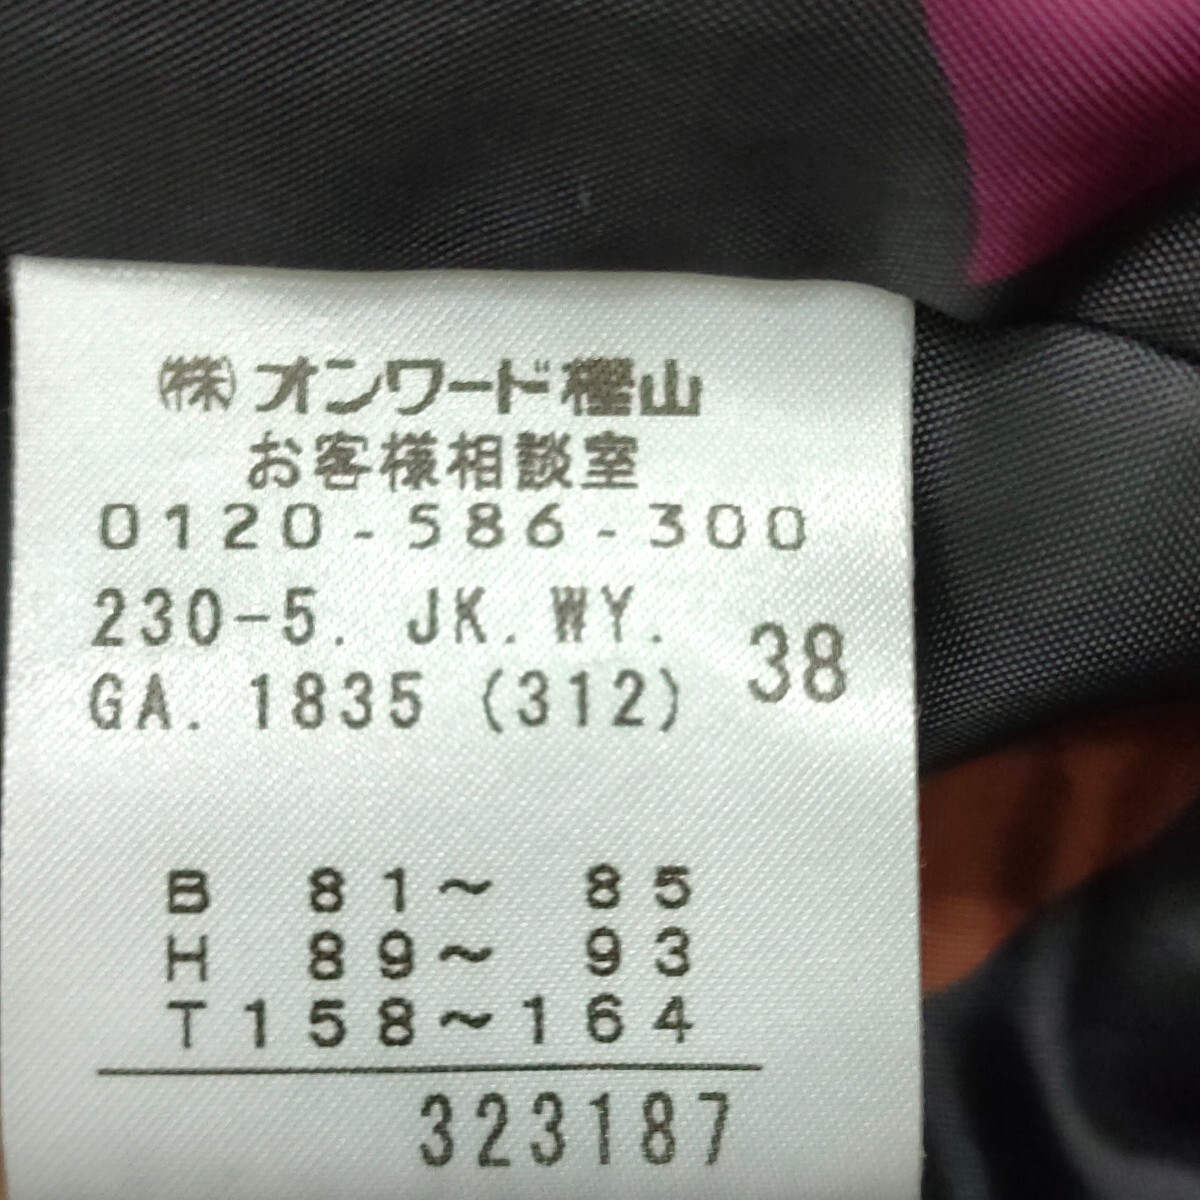 ㈱オンワード樫山
お客様相談室
0120-586-300
230-5. JK. WY.
GA. 1835 (312) 38
B 81～85
H 89～93
T158～164
323187